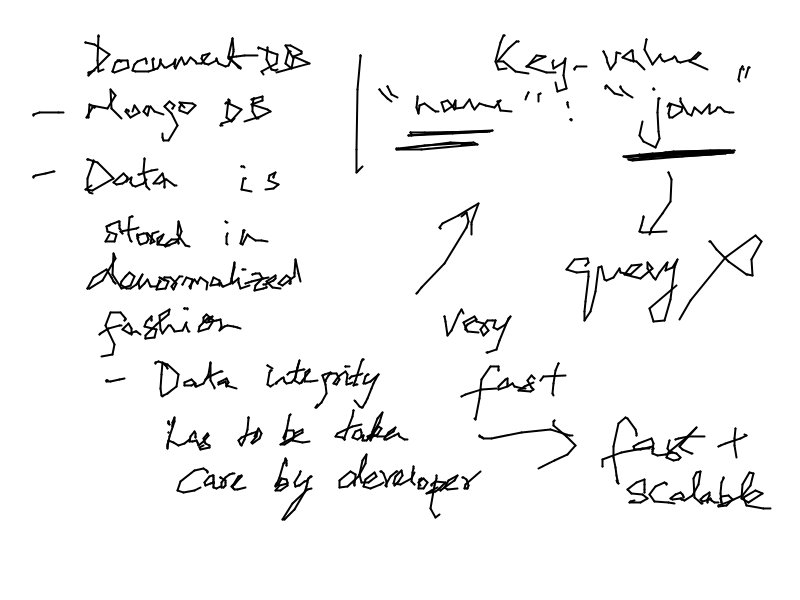 Document DB
- Mongo DB
- Data is
stored in
denormalized
fashion
- Data integrity
has to be taken
care by developer
Key-value
"name" : "john"
query
very
fast
fast +
scalable